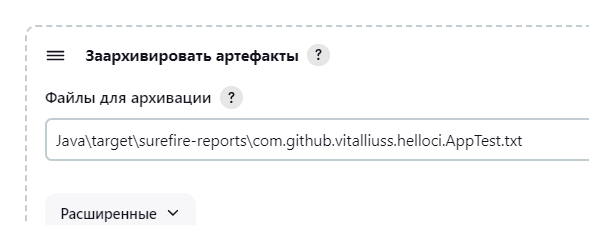 Заархивировать артефакты ?
Файлы для архивации ?
Java\target\surefire-reports\com.github.vitalliuss.helloci.AppTest.txt
Расширенные